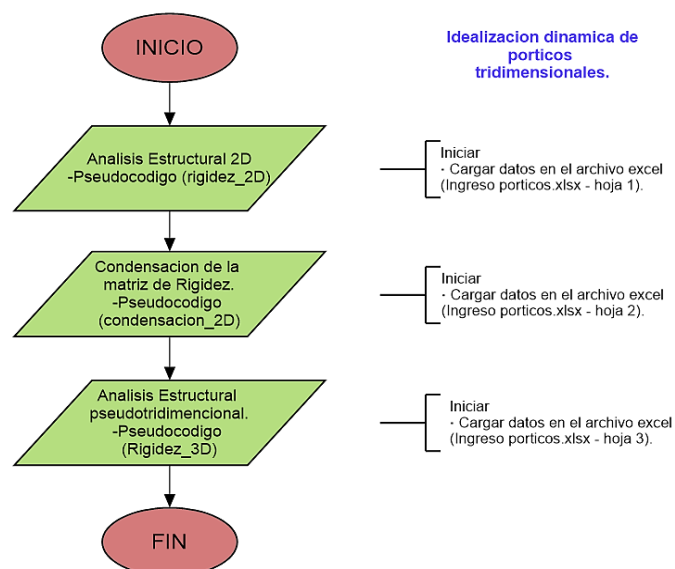 INICIO
Idealizacion dinamica de
porticos
tridimensionales.
Analisis Estructural 2D
-Pseudocodigo (rigidez_2D)
Iniciar
- Cargar datos en el archivo excel
(Ingreso porticos.xlsx - hoja 1).
Condensacion de la
matriz de Rigidez.
-Pseudocodigo
(condensacion_2D)
Iniciar
- Cargar datos en el archivo excel
(Ingreso porticos.xlsx - hoja 2).
Analisis Estructural
pseudotridimencional.
-Pseudocodigo
(Rigidez_3D)
Iniciar
- Cargar datos en el archivo excel
(Ingreso porticos.xlsx - hoja 3).
FIN